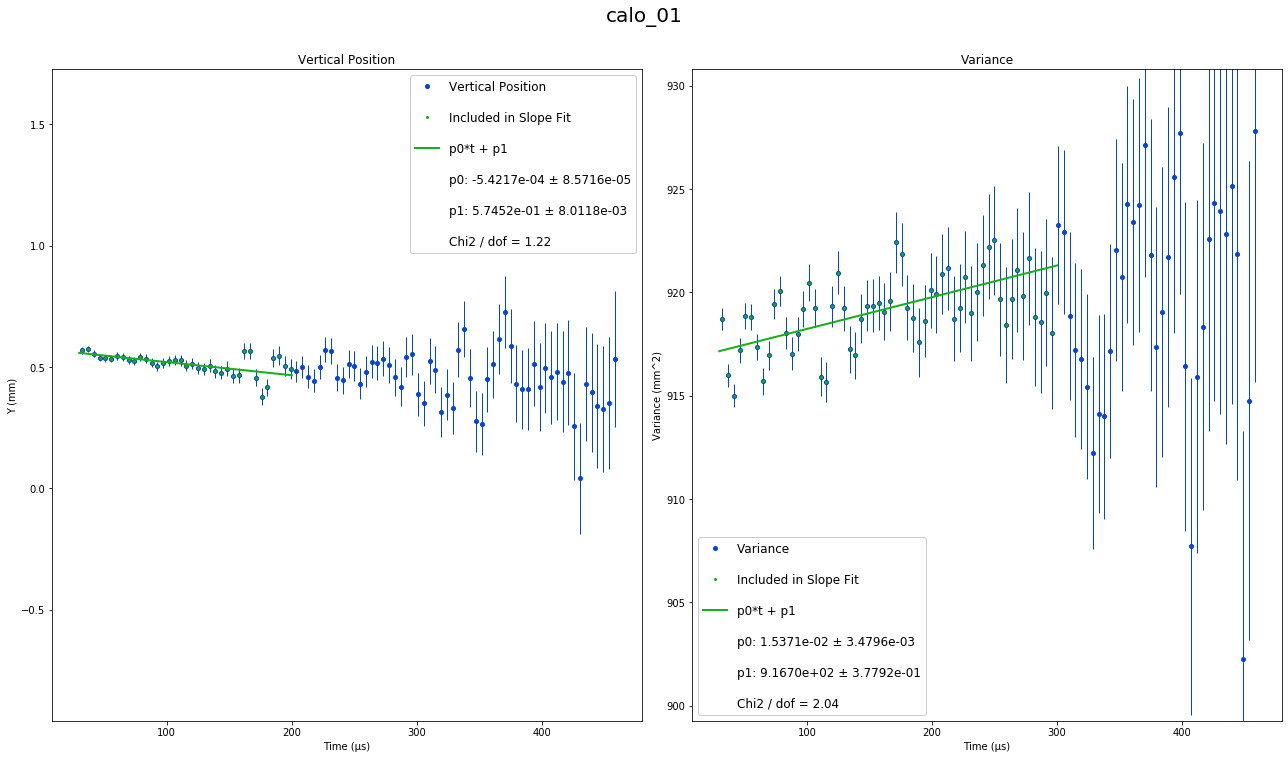 calo_01
Vertical Position
Vertical Position
Included in Slope Fit
p0*t + p1
p0: -5.4217e-04 ± 8.5716e-05
p1: 5.7452e-01 ± 8.0118e-03
Chi2 / dof = 1.22
1.5
1.0
0.5
0.0
−0.5
Y (mm)
100
200
300
400
Time (μs)
Variance
930
925
920
915
910
905
900
Variance (mm^2)
Variance
Included in Slope Fit
p0*t + p1
p0: 1.5371e-02 ± 3.4796e-03
p1: 9.1670e+02 ± 3.7792e-01
Chi2 / dof = 2.04
100
200
300
400
Time (μs)